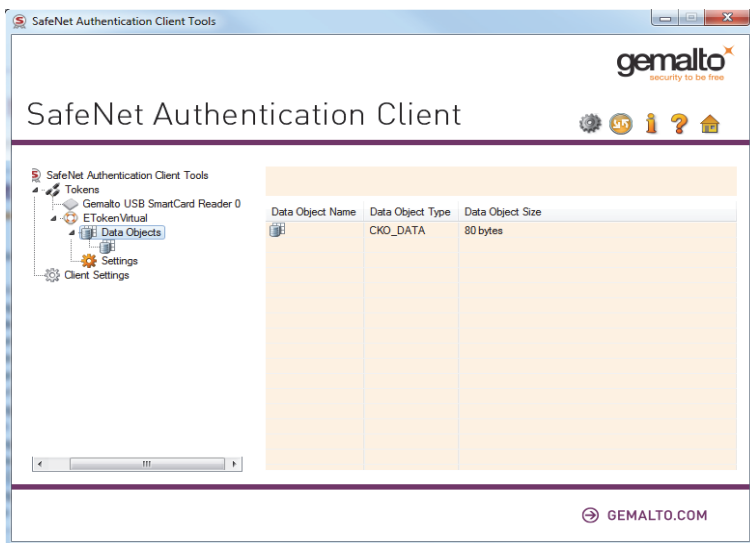 SafeNet Authentication Client Tools
gemalto
security to be free
SafeNet Authentication Client
SafeNet Authentication Client Tools
Tokens
Gemalto USB SmartCard Reader 0
ETokenVirtual
Data Objects
Settings
Client Settings
Data Object Name Data Object Type Data Object Size
CKO_DATA 80 bytes
GEMALTO.COM